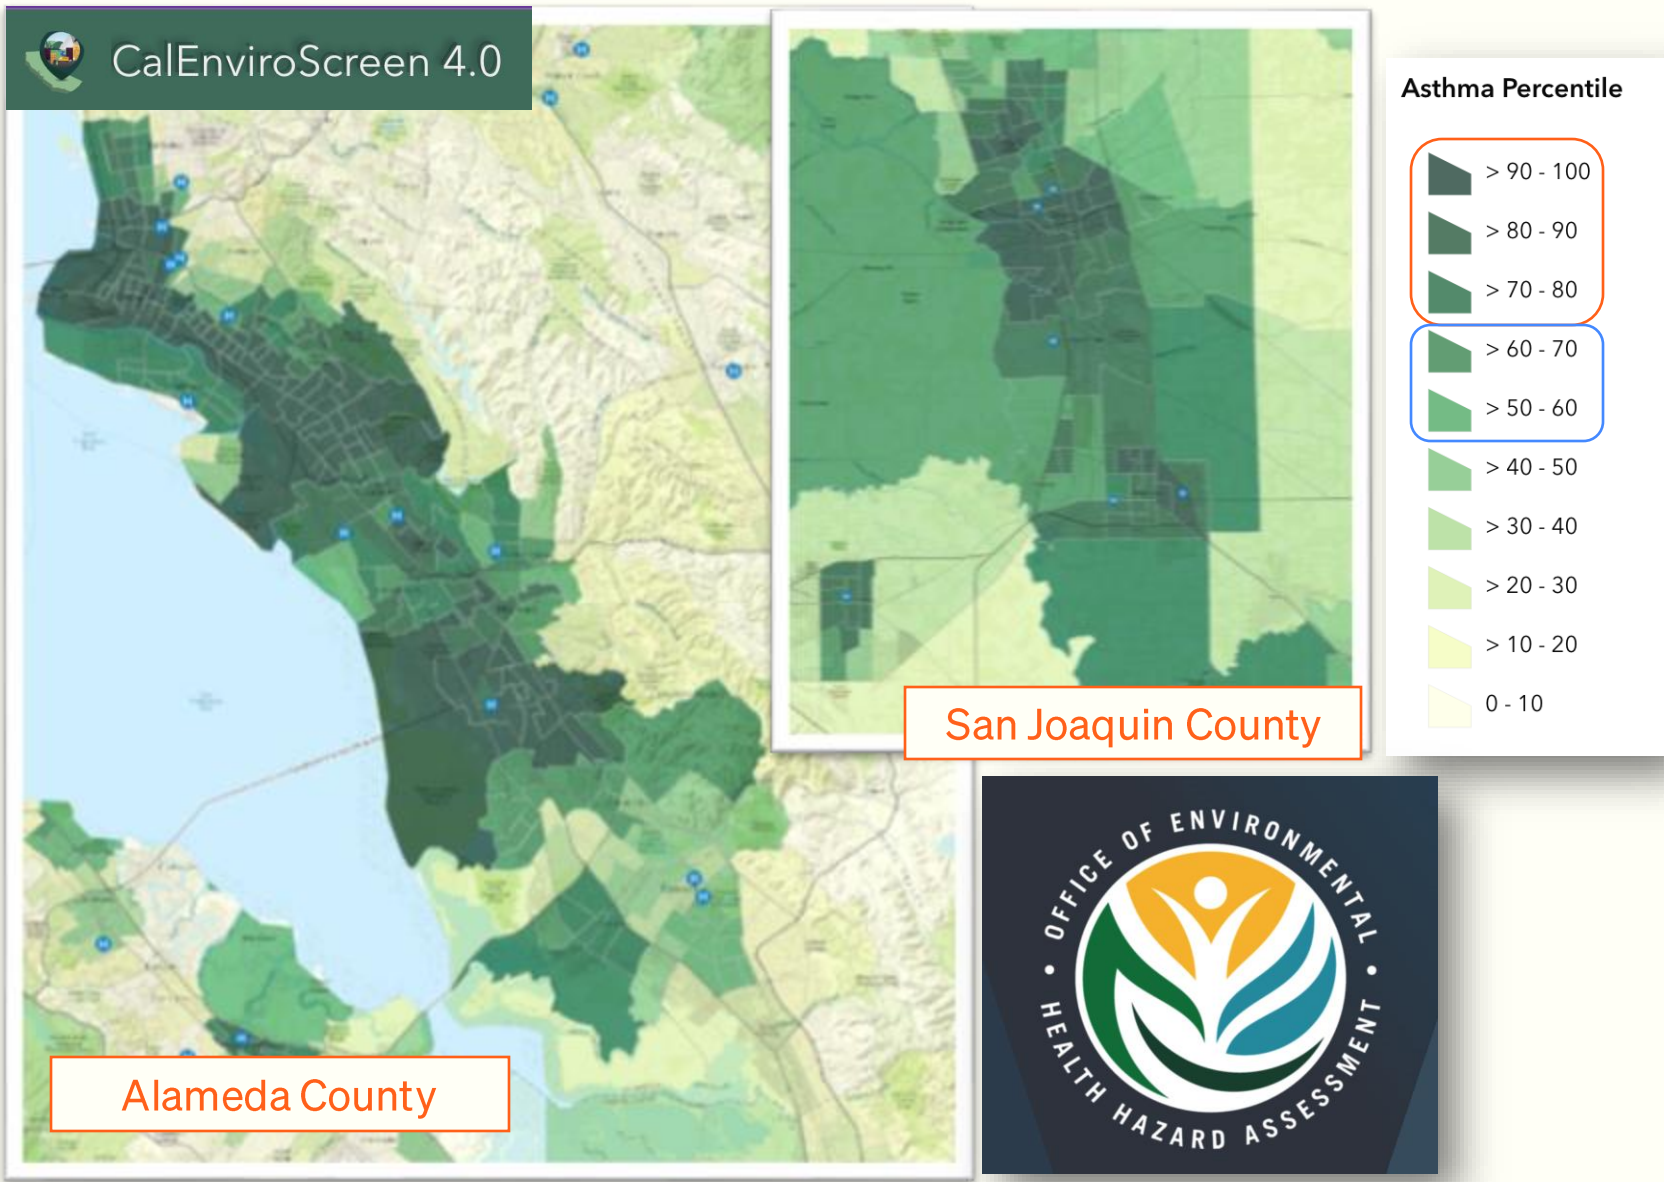 CalEnviroScreen 4.0
Asthma Percentile
> 90 - 100
> 80 - 90
> 70 - 80
> 60 - 70
> 50 - 60
> 40 - 50
> 30 - 40
> 20 - 30
> 10 - 20
0 - 10
San Joaquin County
Alameda County
OFFICE OF ENVIRONMENTAL
• HEALTH HAZARD ASSESSMENT •